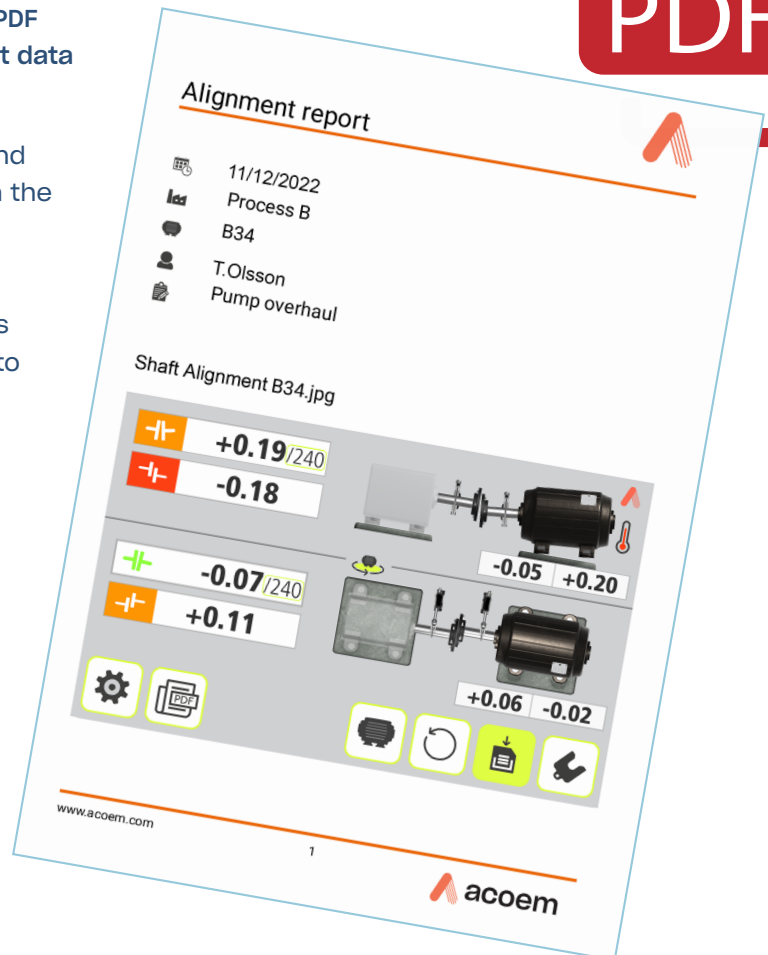 PDF
t data
nd
the
s
to
PDF
Alignment report
11/12/2022
Process B
B34
T.Olsson
Pump overhaul
Shaft Alignment B34.jpg
+0.19/240
-0.18
-0.05 +0.20
-0.07/240
+0.11
+0.06 -0.02
PDF
www.acoem.com
1
acoem